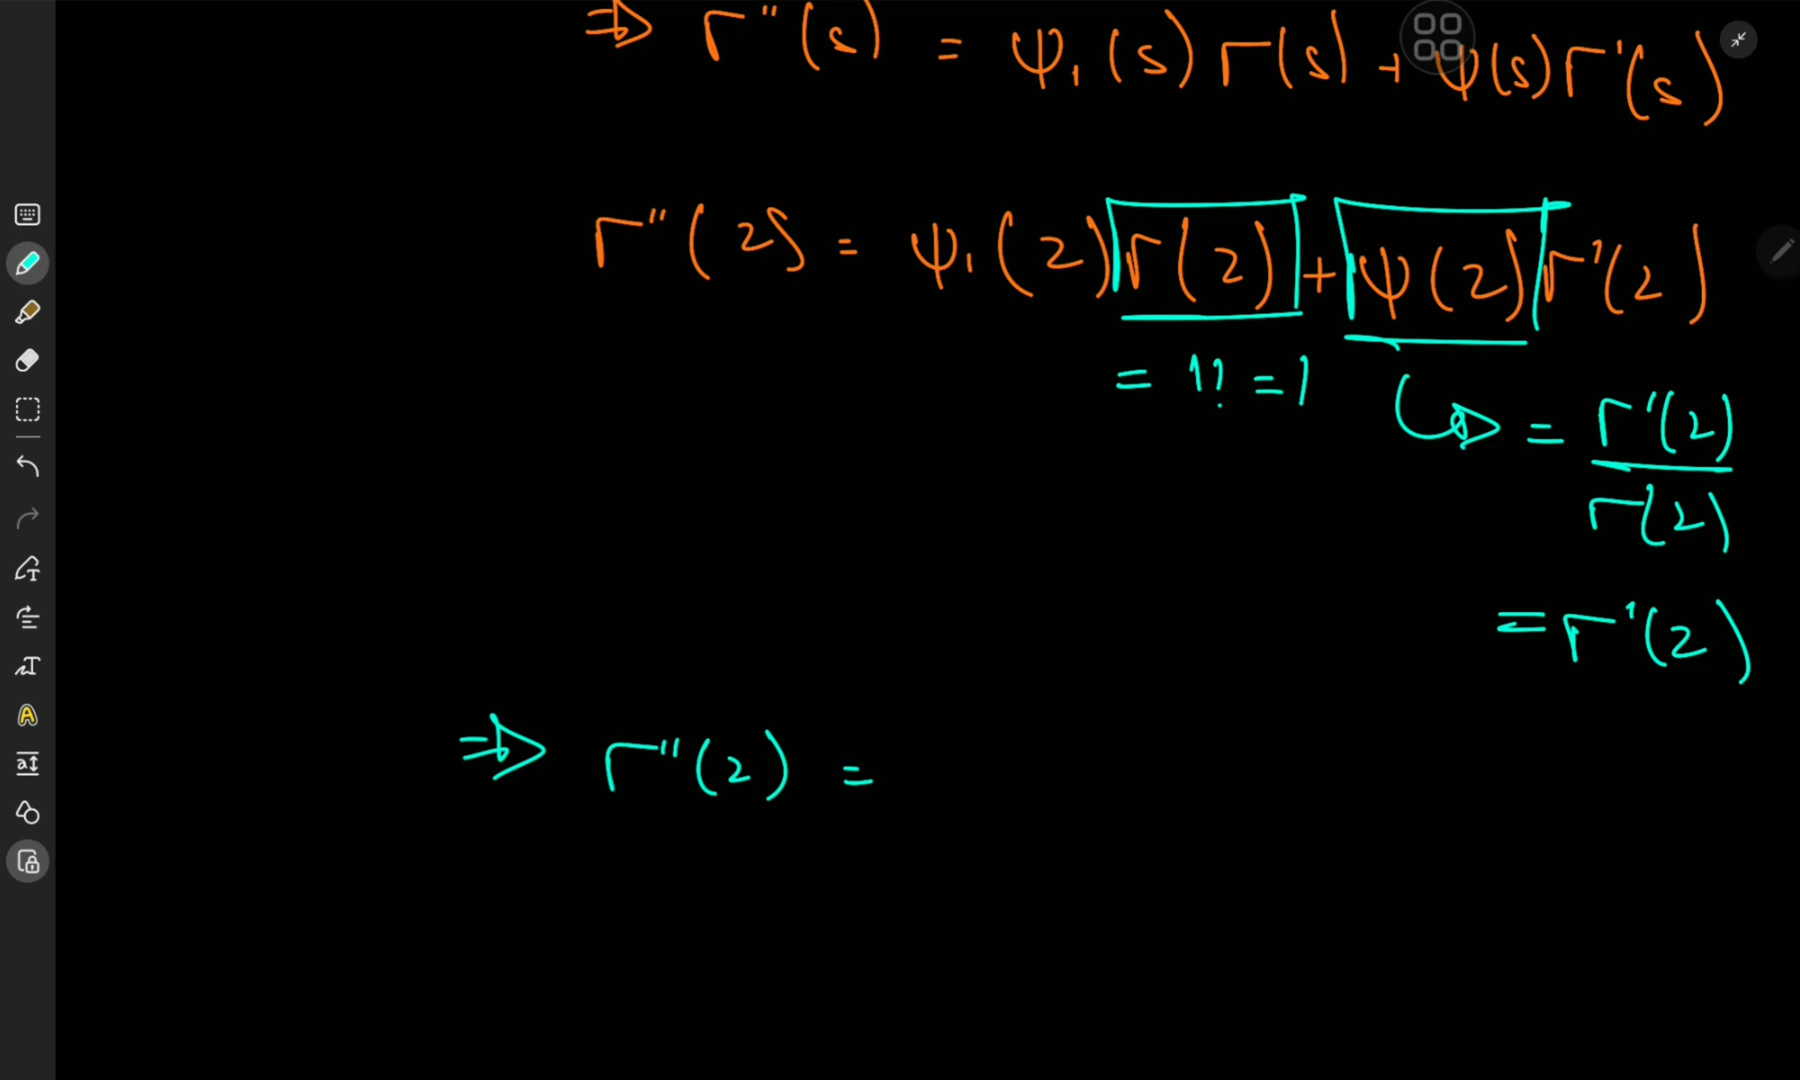 ⇒ Γ''(s) = ψ₁(s)Γ(s) + ψ(s)Γ'(s)
Γ''(2) = ψ₁(2)Γ(2) + ψ(2)Γ'(2)
= 1! = 1
↪ = Γ'(2)/Γ(2)
= Γ'(2)
⇒ Γ''(2) =